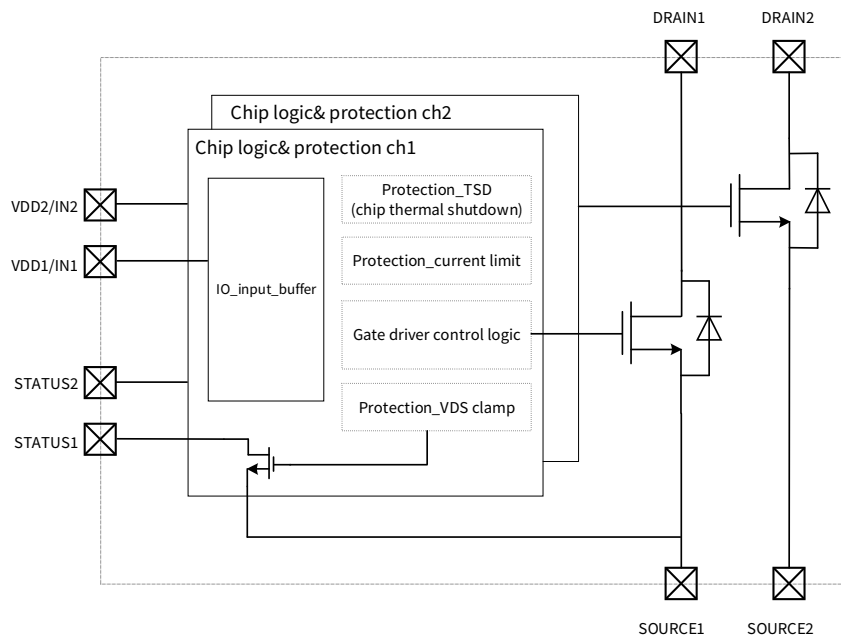 DRAIN1
DRAIN2
Chip logic& protection ch2
Chip logic& protection ch1
VDD2/IN2
VDD1/IN1
STATUS2
STATUS1
IO_input_buffer
Protection_TSD
(chip thermal shutdown)
Protection_current limit
Gate driver control logic
Protection_VDS clamp
SOURCE1
SOURCE2